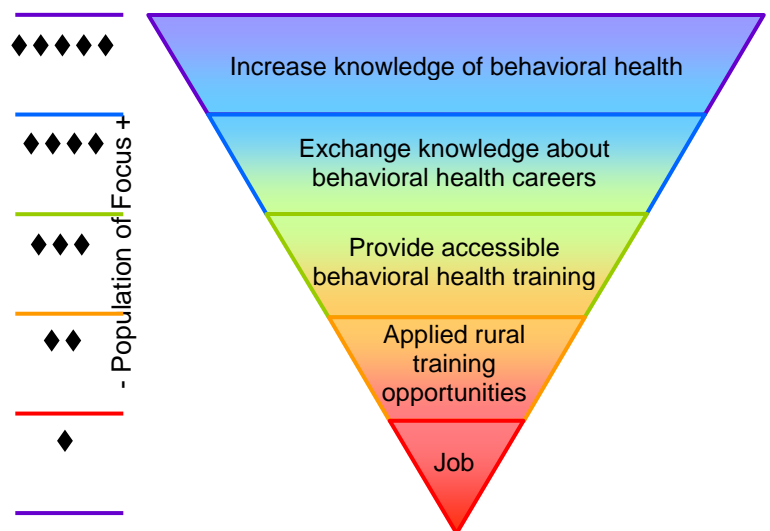 Increase knowledge of behavioral health
Exchange knowledge about
behavioral health careers
Provide accessible
behavioral health training
Applied rural
training
opportunities
Job
- Population of Focus +